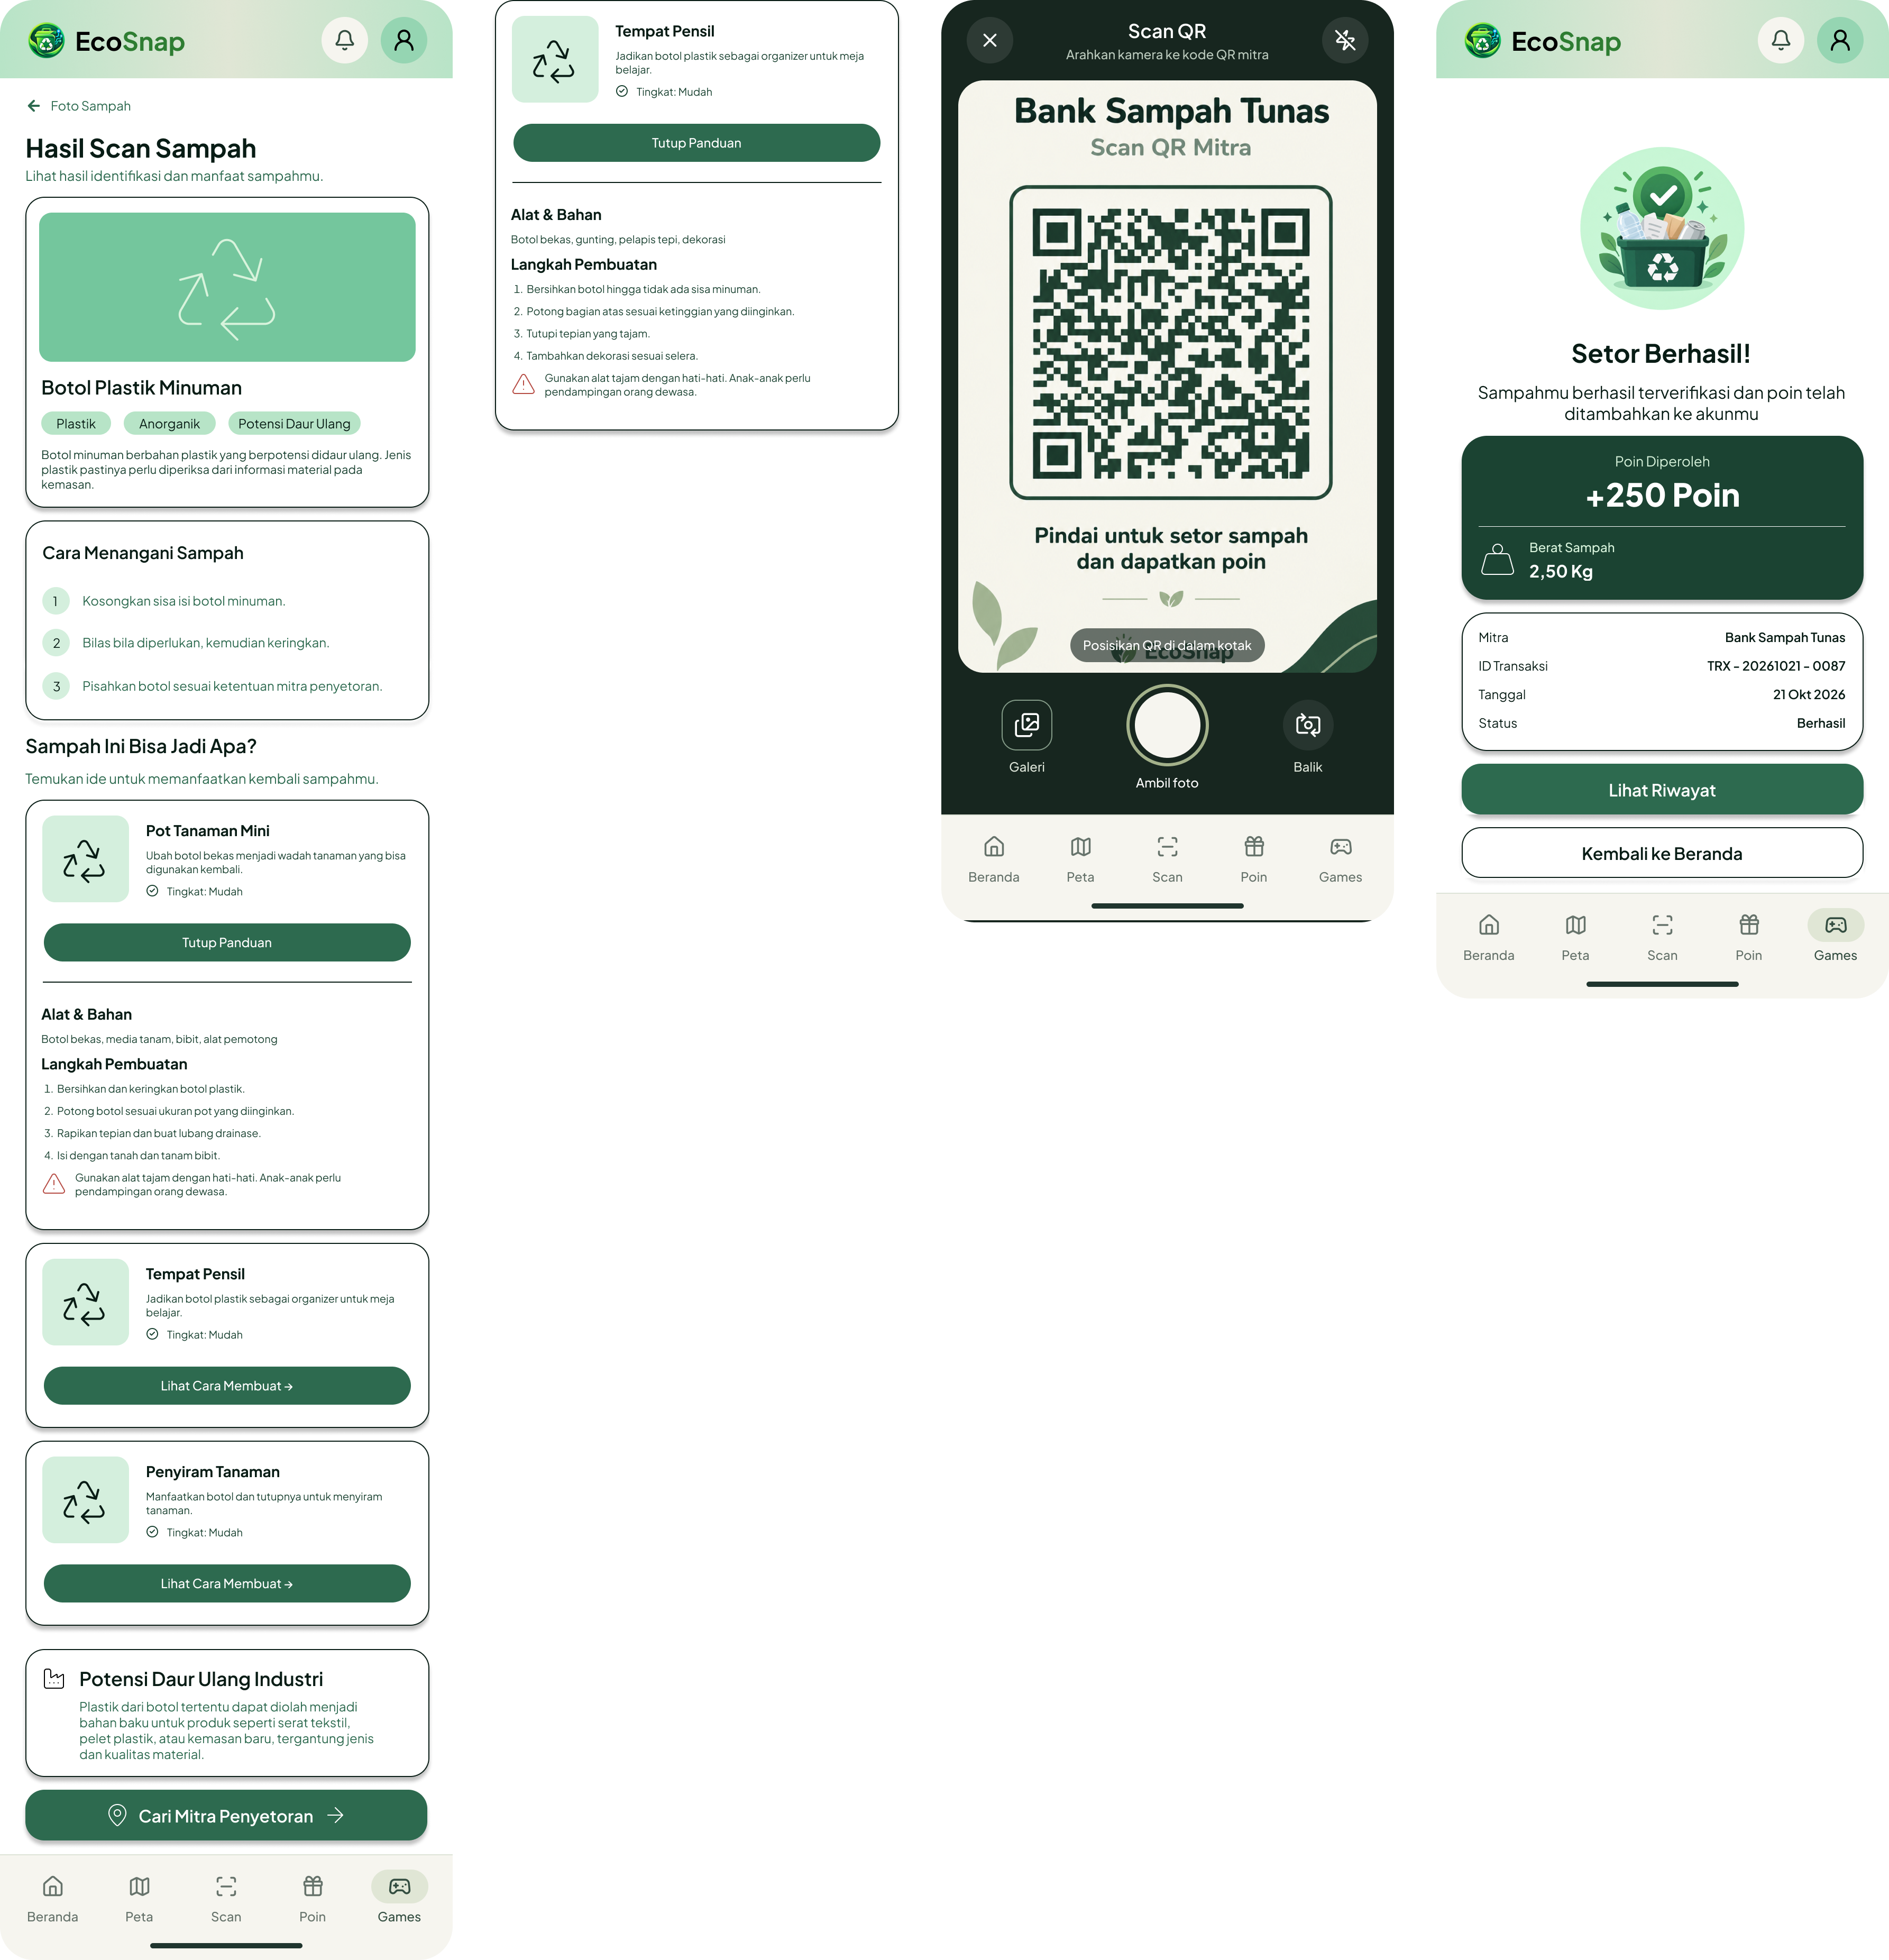 EcoSnap
Foto Sampah
Hasil Scan Sampah
Lihat hasil identifikasi dan manfaat sampahmu.
Botol Plastik Minuman
Plastik
Anorganik
Potensi Daur Ulang
Botol minuman berbahan plastik yang berpotensi didaur ulang. Jenis
plastik pastinya perlu diperiksa dari informasi material pada
kemasan.
Cara Menangani Sampah
1 Kosongkan sisa isi botol minuman.
2 Bilas bila diperlukan, kemudian keringkan.
3 Pisahkan botol sesuai ketentuan mitra penyetoran.
Sampah Ini Bisa Jadi Apa?
Temukan ide untuk memanfaatkan kembali sampahmu.
Pot Tanaman Mini
Ubah botol bekas menjadi wadah tanaman yang bisa
digunakan kembali.
Tingkat: Mudah
Tutup Panduan
Alat & Bahan
Botol bekas, media tanam, bibit, alat pemotong
Langkah Pembuatan
1. Bersihkan dan keringkan botol plastik.
2. Potong botol sesuai ukuran pot yang diinginkan.
3. Rapikan tepian dan buat lubang drainase.
4. Isi dengan tanah dan tanam bibit.
Gunakan alat tajam dengan hati-hati. Anak-anak perlu
pendampingan orang dewasa.
Tempat Pensil
Jadikan botol plastik sebagai organizer untuk meja
belajar.
Tingkat: Mudah
Lihat Cara Membuat →
Penyiram Tanaman
Manfaatkan botol dan tutupnya untuk menyiram
tanaman.
Tingkat: Mudah
Lihat Cara Membuat →
Potensi Daur Ulang Industri
Plastik dari botol tertentu dapat diolah menjadi
bahan baku untuk produk seperti serat tekstil,
pelet plastik, atau kemasan baru, tergantung jenis
dan kualitas material.
Cari Mitra Penyetoran →
Beranda
Peta
Scan
Poin
Games
Tempat Pensil
Jadikan botol plastik sebagai organizer untuk meja
belajar.
Tingkat: Mudah
Tutup Panduan
Alat & Bahan
Botol bekas, gunting, pelapis tepi, dekorasi
Langkah Pembuatan
1. Bersihkan botol hingga tidak ada sisa minuman.
2. Potong bagian atas sesuai ketinggian yang diinginkan.
3. Tutupi tepian yang tajam.
4. Tambahkan dekorasi sesuai selera.
Gunakan alat tajam dengan hati-hati. Anak-anak perlu
pendampingan orang dewasa.
Scan QR
Arahkan kamera ke kode QR mitra
Bank Sampah Tunas
Scan QR Mitra
Pindai untuk setor sampah
dan dapatkan poin
Posisikan QR di dalam kotak
EcoSnap
Galeri
Ambil foto
Balik
Beranda
Peta
Scan
Poin
Games
EcoSnap
Setor Berhasil!
Sampahmu berhasil terverifikasi dan poin telah
ditambahkan ke akunmu
Poin Diperoleh
+250 Poin
Berat Sampah
2,50 Kg
Mitra Bank Sampah Tunas
ID Transaksi TRX - 20261021 - 0087
Tanggal 21 Okt 2026
Status Berhasil
Lihat Riwayat
Kembali ke Beranda
Beranda
Peta
Scan
Poin
Games